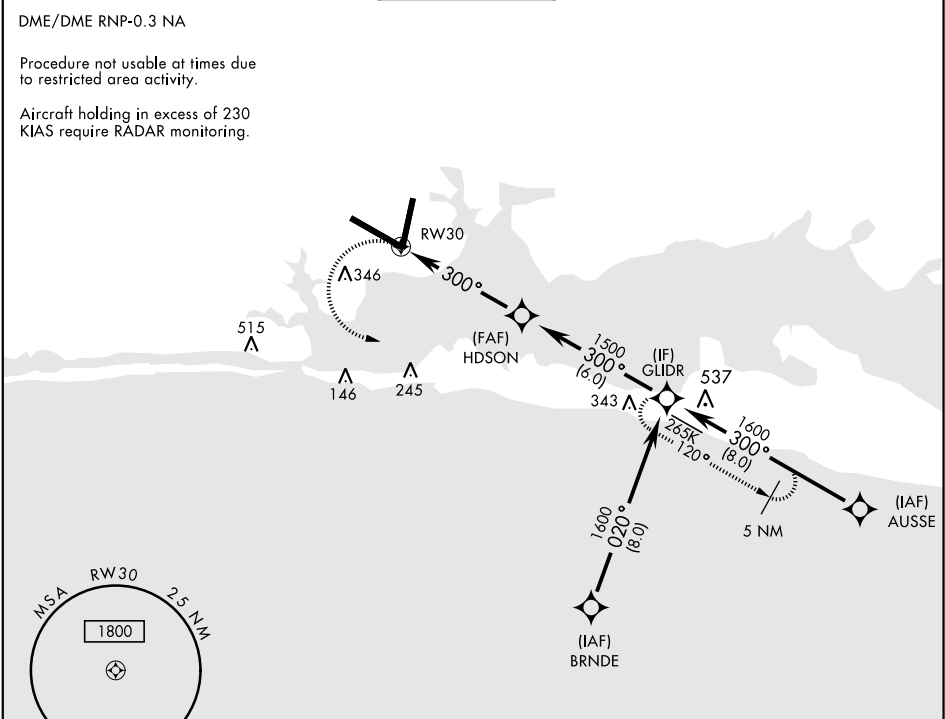 DME/DME RNP-0.3 NA
Procedure not usable at times due
to restricted area activity.
Aircraft holding in excess of 230
KIAS require RADAR monitoring.
RW30
346
300°
515
(FAF)
HDSON
1500
300°
(6.0)
(IF)
GLIDR
146
245
343
537
265K
120°
1600
300°
(8.0)
5 NM
(IAF)
AUSSE
1600
020°
(8.0)
(IAF)
BRNDE
MSA RW30 25 NM
1800